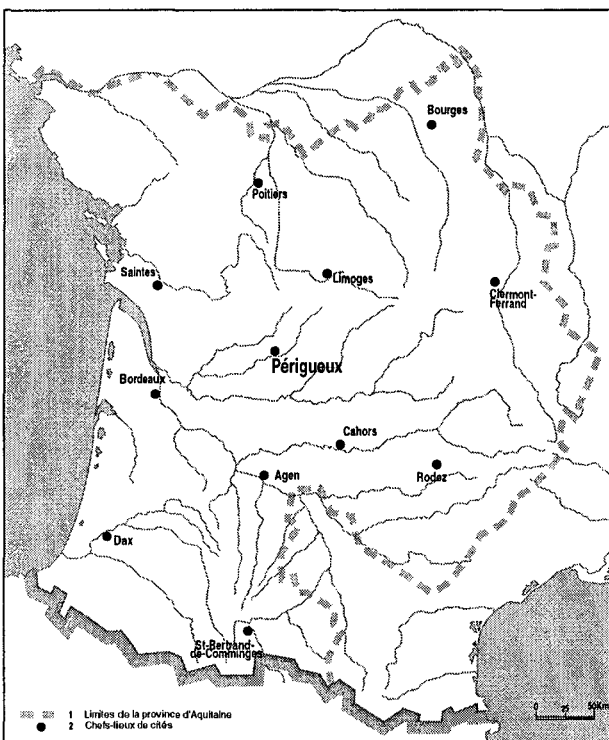 Bourges
Poitiers
Saintes
Limoges
Clermont-
Ferrand
Périgueux
Bordeaux
Cahors
Agen
Rodez
Dax
St-Bertrand-
de-Comminges
0 25 50Km
1 Limites de la province d'Aquitaine
2 Chefs-lieux de cités